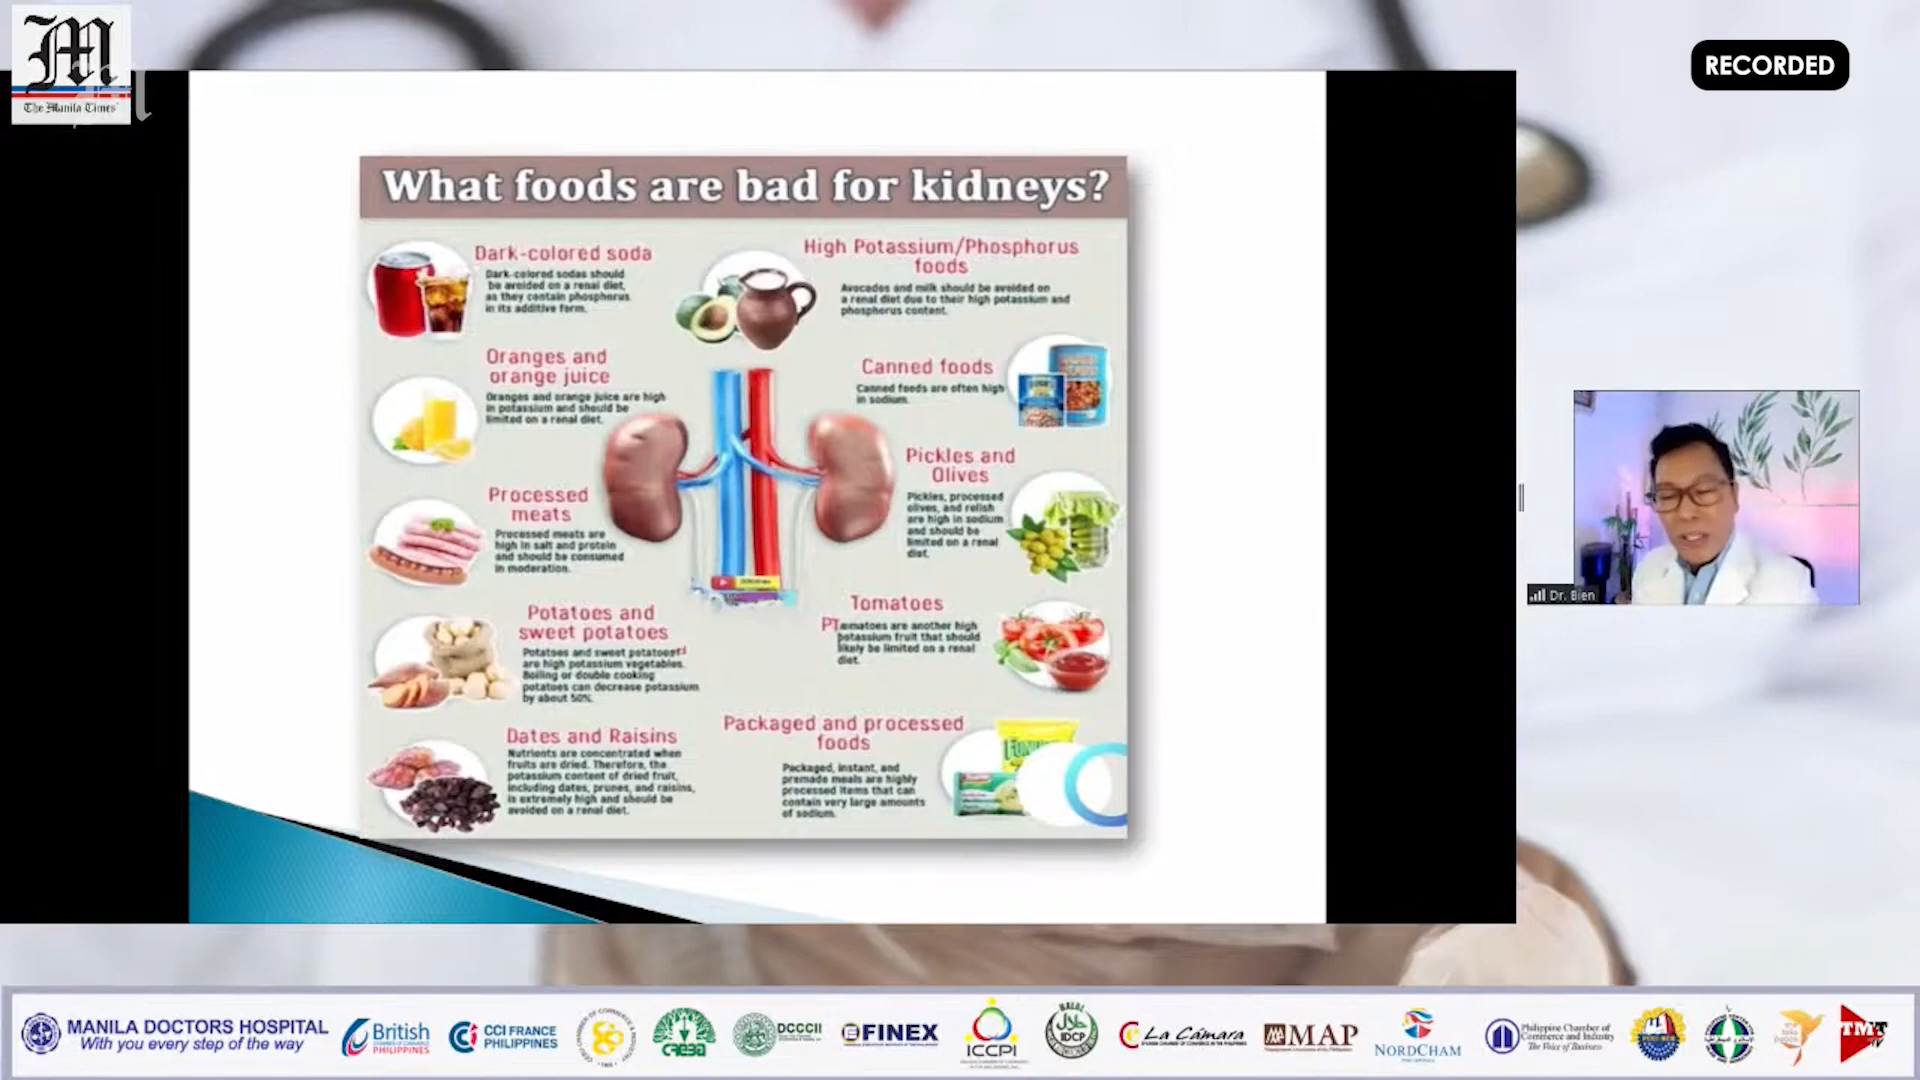 The Manila Times
RECORDED
What foods are bad for kidneys?
Dark-colored soda
Dark-colored sodas should
be avoided on a renal diet,
as they contain phosphorus
in its additive form.
High Potassium/Phosphorus
foods
Avocados and milk should be avoided on
a renal diet due to their high potassium and
phosphorus content.
Oranges and
orange juice
Oranges and orange juice are high
in potassium and should be
limited on a renal diet.
Canned foods
Canned foods are often high
in sodium.
Processed
meats
Processed meats are
high in salt and protein
and should be consumed
in moderation.
Pickles and
Olives
Pickles, processed
olives, and relish
are high in sodium
and should be
limited on a renal
diet.
Potatoes and
sweet potatoes
Potatoes and sweet potatoes
are high potassium vegetables.
Boiling or double cooking
potatoes can decrease potassium
by about 50%.
Tomatoes
are another high
potassium fruit that should
likely be limited on a renal
diet.
Dates and Raisins
Nutrients are concentrated when
fruits are dried. Therefore, the
potassium content of dried fruit,
including dates, prunes, and raisins,
is extremely high and should be
avoided on a renal diet.
Packaged and processed
foods
Packaged, instant, and
premade meals are highly
processed items that can
contain very large amounts
of sodium.
Dr. Bien
MANILA DOCTORS HOSPITAL
With you every step of the way
British
CHAMBER OF COMMERCE
PHILIPPINES
CCI FRANCE
PHILIPPINES
CREBA
DCCCII
FINEX
ICCPI
HALAL
IDCP
La Cámara
MAP
NORDCHAM
Philippine Chamber of
Commerce and Industry
The Voice of Business
TMT